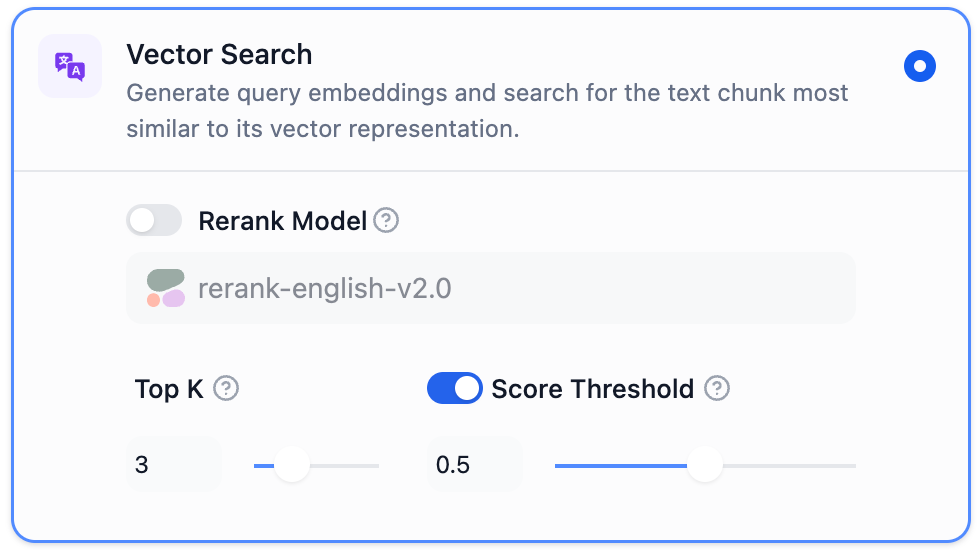 Vector Search
Generate query embeddings and search for the text chunk most
similar to its vector representation.
Rerank Model
rerank-english-v2.0
Top K
Score Threshold
3
0.5